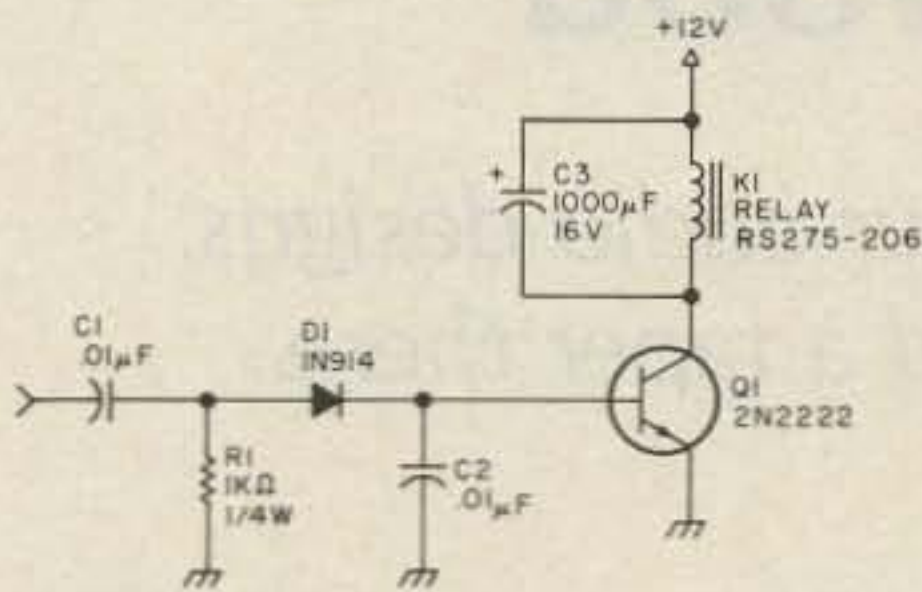 +12V
+
C3
1000µF
16V
K1
RELAY
RS275-206
C1
.01µF
D1
1N914
Q1
2N2222
R1
1KΩ
1/4W
C2
.01µF